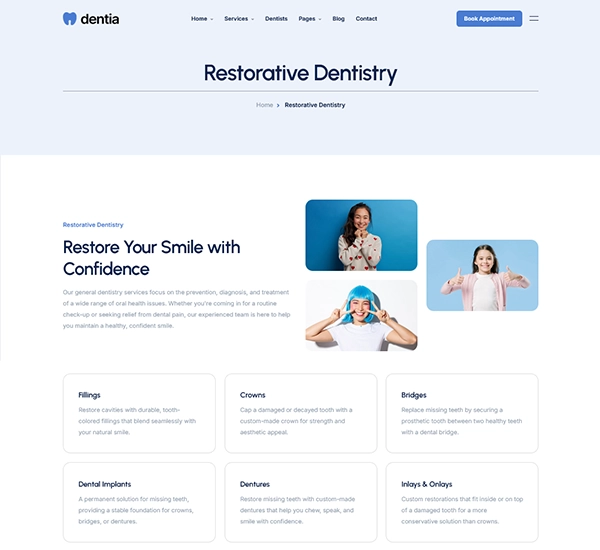 dentia
Home Services Dentists Pages Blog Contact
Book Appointment
Restorative Dentistry
Home > Restorative Dentistry
Restorative Dentistry
Restore Your Smile with
Confidence
Our general dentistry services focus on the prevention, diagnosis, and treatment
of a wide range of oral health issues. Whether you're coming in for a routine
check-up or seeking relief from dental pain, our experienced team is here to help
you maintain a healthy, confident smile.
Fillings
Restore cavities with durable, tooth-
colored fillings that blend seamlessly with
your natural smile.
Crowns
Cap a damaged or decayed tooth with a
custom-made crown for strength and
aesthetic appeal.
Bridges
Replace missing teeth by securing a
prosthetic tooth between two healthy teeth
with a dental bridge.
Dental Implants
A permanent solution for missing teeth,
providing a stable foundation for crowns,
bridges, or dentures.
Dentures
Restore missing teeth with custom-made
dentures that help you chew, speak, and
smile with confidence.
Inlays & Onlays
Custom restorations that fit inside or on top
of a damaged tooth for a more
conservative solution than crowns.